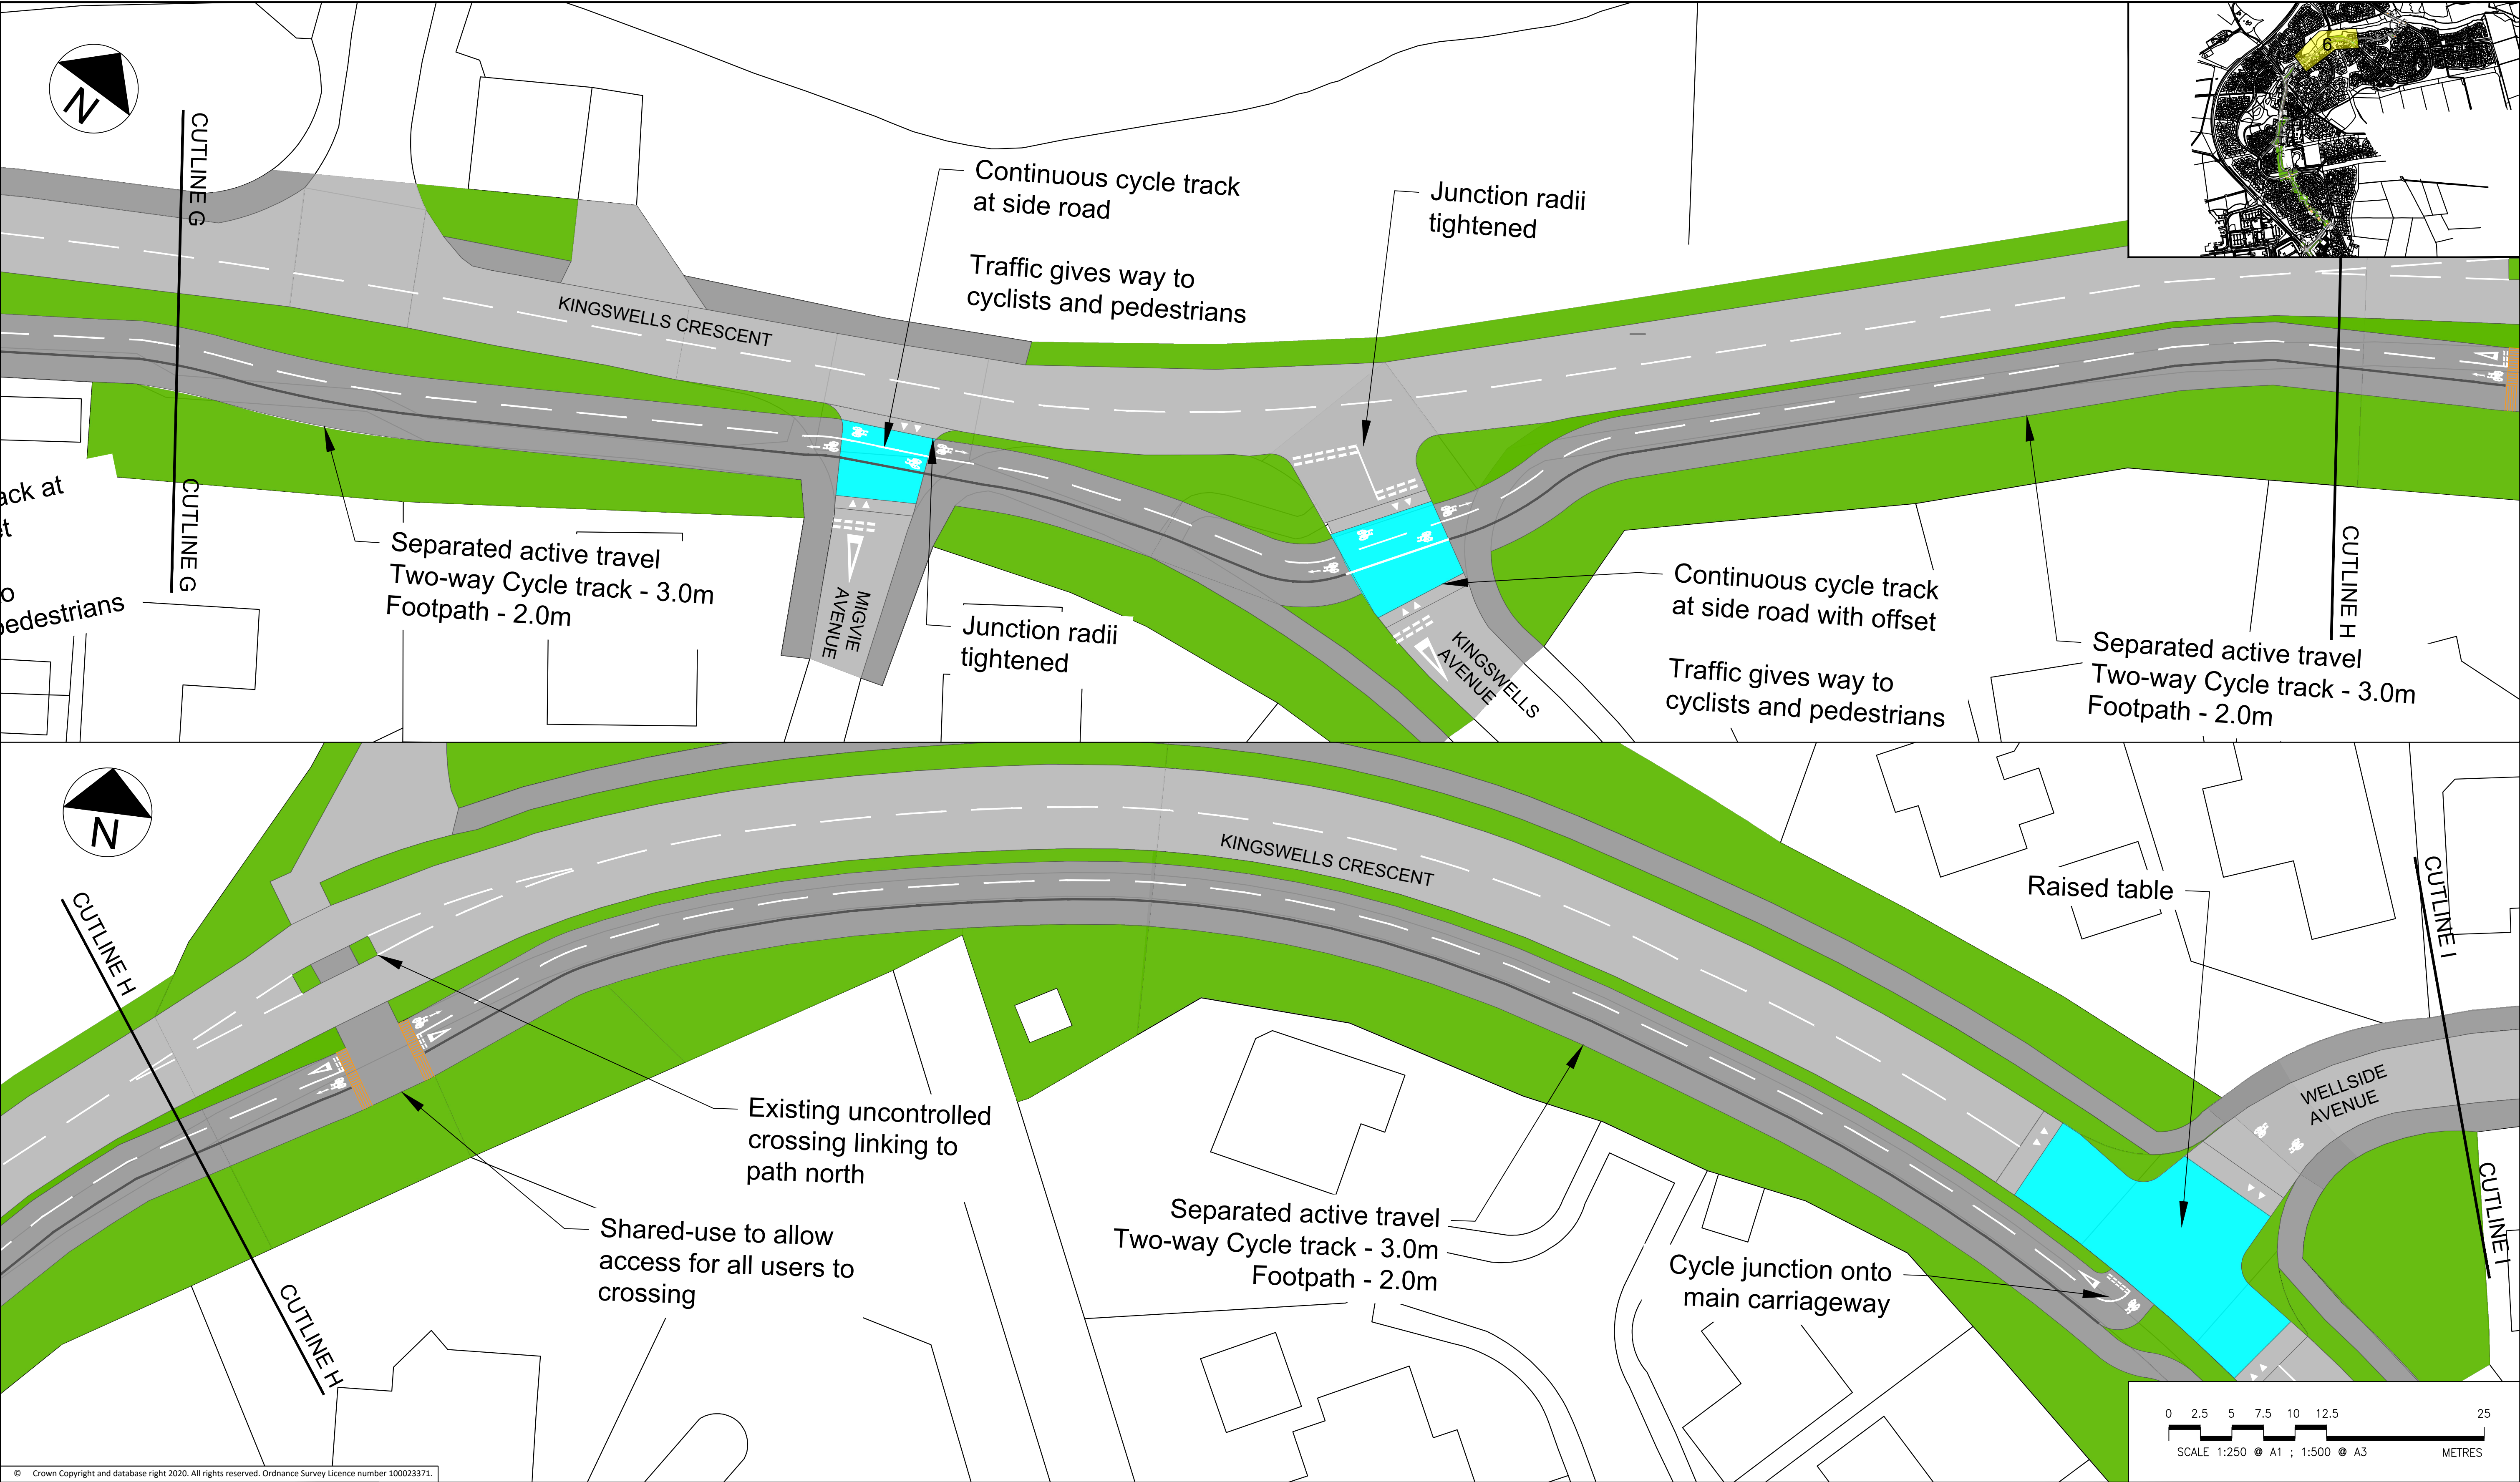 N
CUTLINE G
CUTLINE G
KINGSWELLS CRESCENT
Continuous cycle track
at side road
Traffic gives way to
cyclists and pedestrians
Junction radii
tightened
6
ack at
et
o
pedestrians
Separated active travel
Two-way Cycle track - 3.0m
Footpath - 2.0m
MIGVIE
AVENUE
Junction radii
tightened
KINGSWELLS
AVENUE
Continuous cycle track
at side road with offset
Traffic gives way to
cyclists and pedestrians
CUTLINE H
Separated active travel
Two-way Cycle track - 3.0m
Footpath - 2.0m
N
CUTLINE H
CUTLINE H
KINGSWELLS CRESCENT
Existing uncontrolled
crossing linking to
path north
Shared-use to allow
access for all users to
crossing
Separated active travel
Two-way Cycle track - 3.0m
Footpath - 2.0m
Cycle junction onto
main carriageway
Raised table
WELLSIDE
AVENUE
CUTLINE I
CUTLINE I
0 2.5 5 7.5 10 12.5 25
SCALE 1:250 @ A1 ; 1:500 @ A3 METRES
© Crown Copyright and database right 2020. All rights reserved. Ordnance Survey Licence number 100023371.